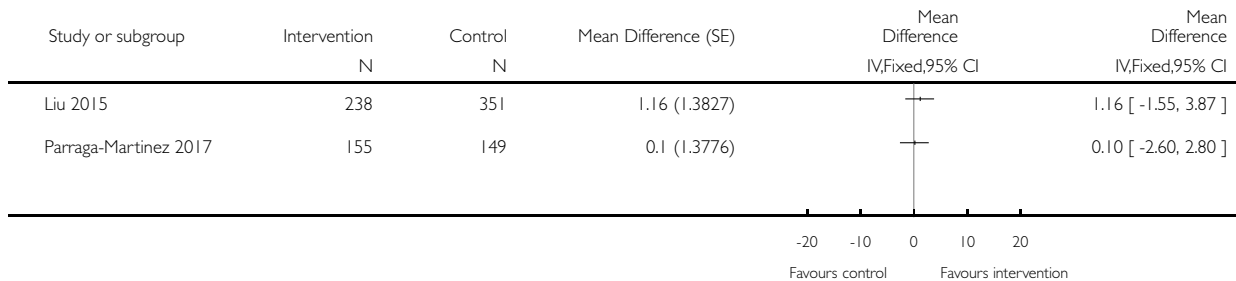 Mean Mean
Study or subgroup Intervention Control Mean Difference (SE) Difference Difference
N N IV,Fixed,95% CI IV,Fixed,95% CI
Liu 2015 238 351 1.16 (1.3827) 1.16 [ -1.55, 3.87 ]
Parraga-Martinez 2017 155 149 0.1 (1.3776) 0.10 [ -2.60, 2.80 ]
-20 -10 0 10 20
Favours control Favours intervention